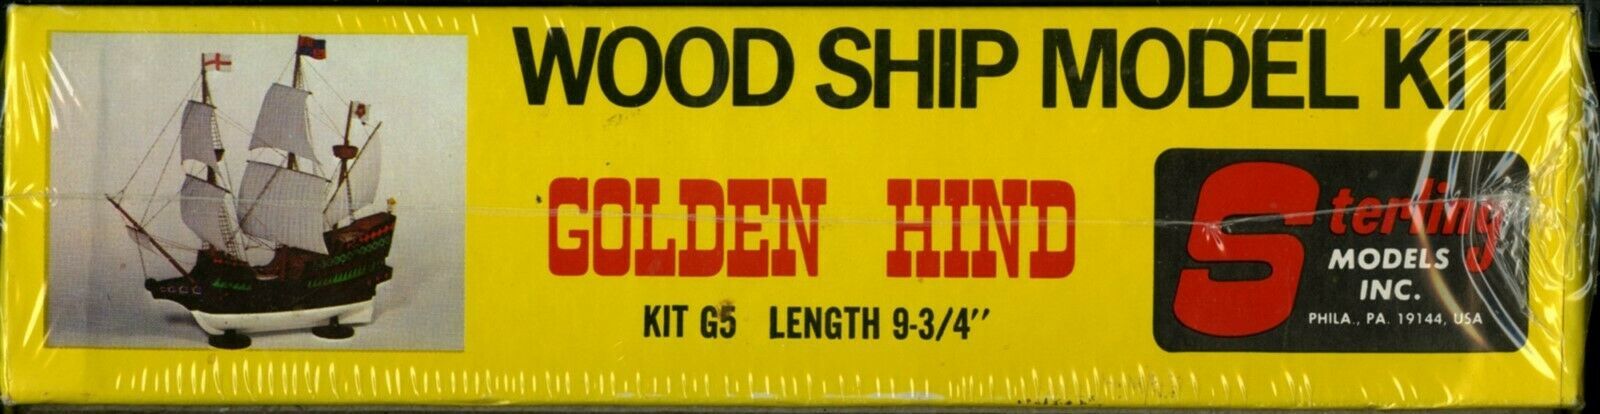 WOOD SHIP MODEL KIT
GOLDEN HIND
KIT G5 LENGTH 9-3/4"
Sterling
MODELS
INC.
PHILA., PA. 19144, USA